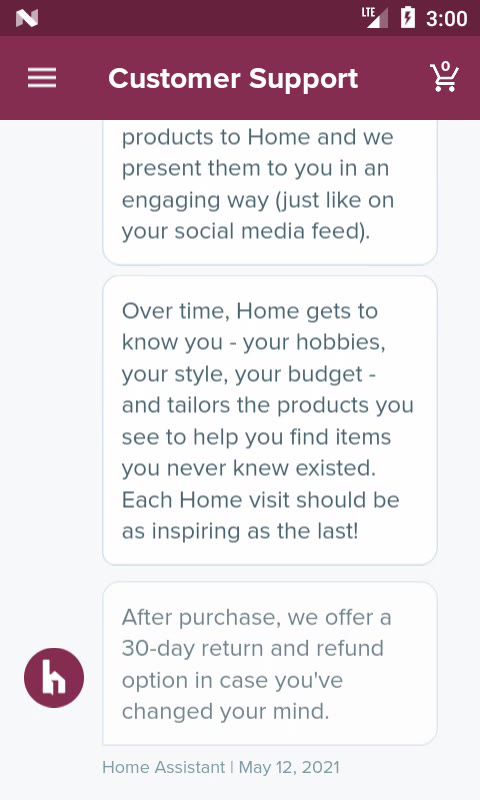 LTE
3:00
Customer Support
0
products to Home and we
present them to you in an
engaging way (just like on
your social media feed).
Over time, Home gets to
know you - your hobbies,
your style, your budget -
and tailors the products you
see to help you find items
you never knew existed.
Each Home visit should be
as inspiring as the last!
After purchase, we offer a
30-day return and refund
option in case you've
changed your mind.
h
Home Assistant | May 12, 2021